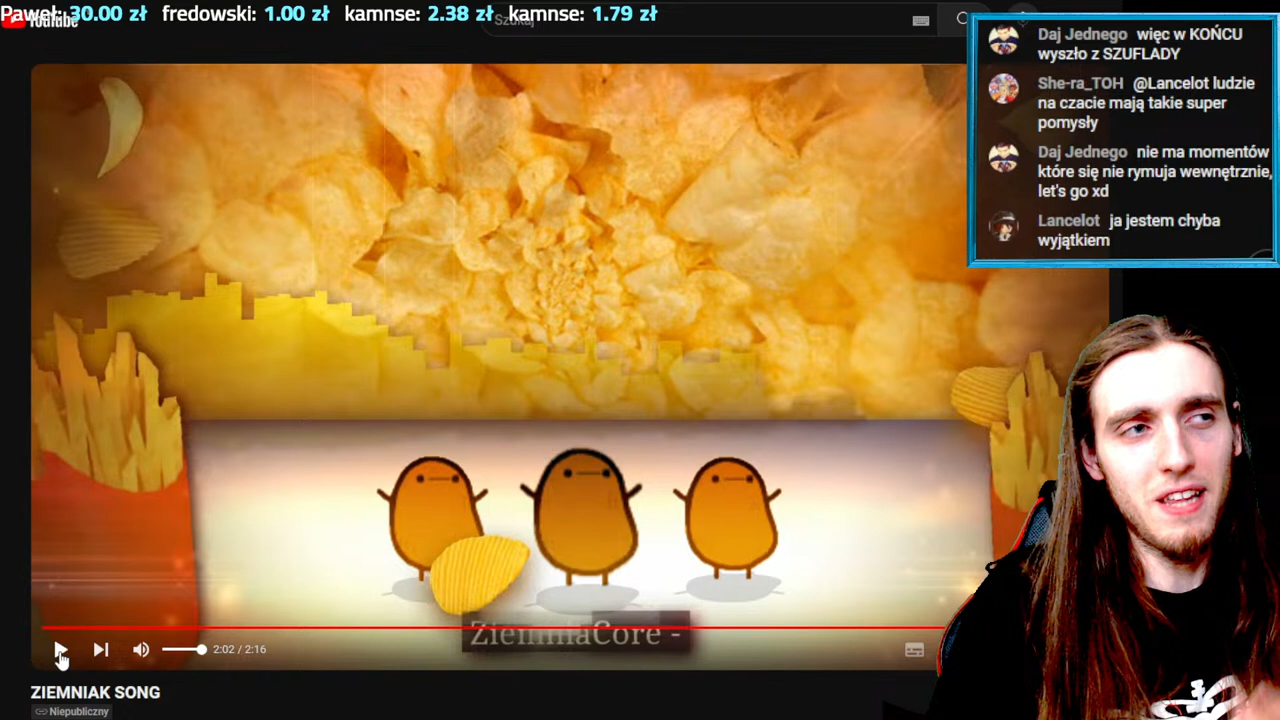 Paweł: 30.00 zł fredowski: 1.00 zł kamnse: 2.38 zł kamnse: 1.79 zł
YouTube
Szukaj
Daj Jednego więc w KOŃCU
wyszło z SZUFLADY
She-ra_TOH @Lancelot ludzie
na czacie mają takie super
pomysły
Daj Jednego nie ma momentów
które się nie rymuja wewnętrznie,
let's go xd
Lancelot ja jestem chyba
wyjątkiem
ZiemniaCore -
2:02 / 2:16
ZIEMNIAK SONG
Niepubliczny